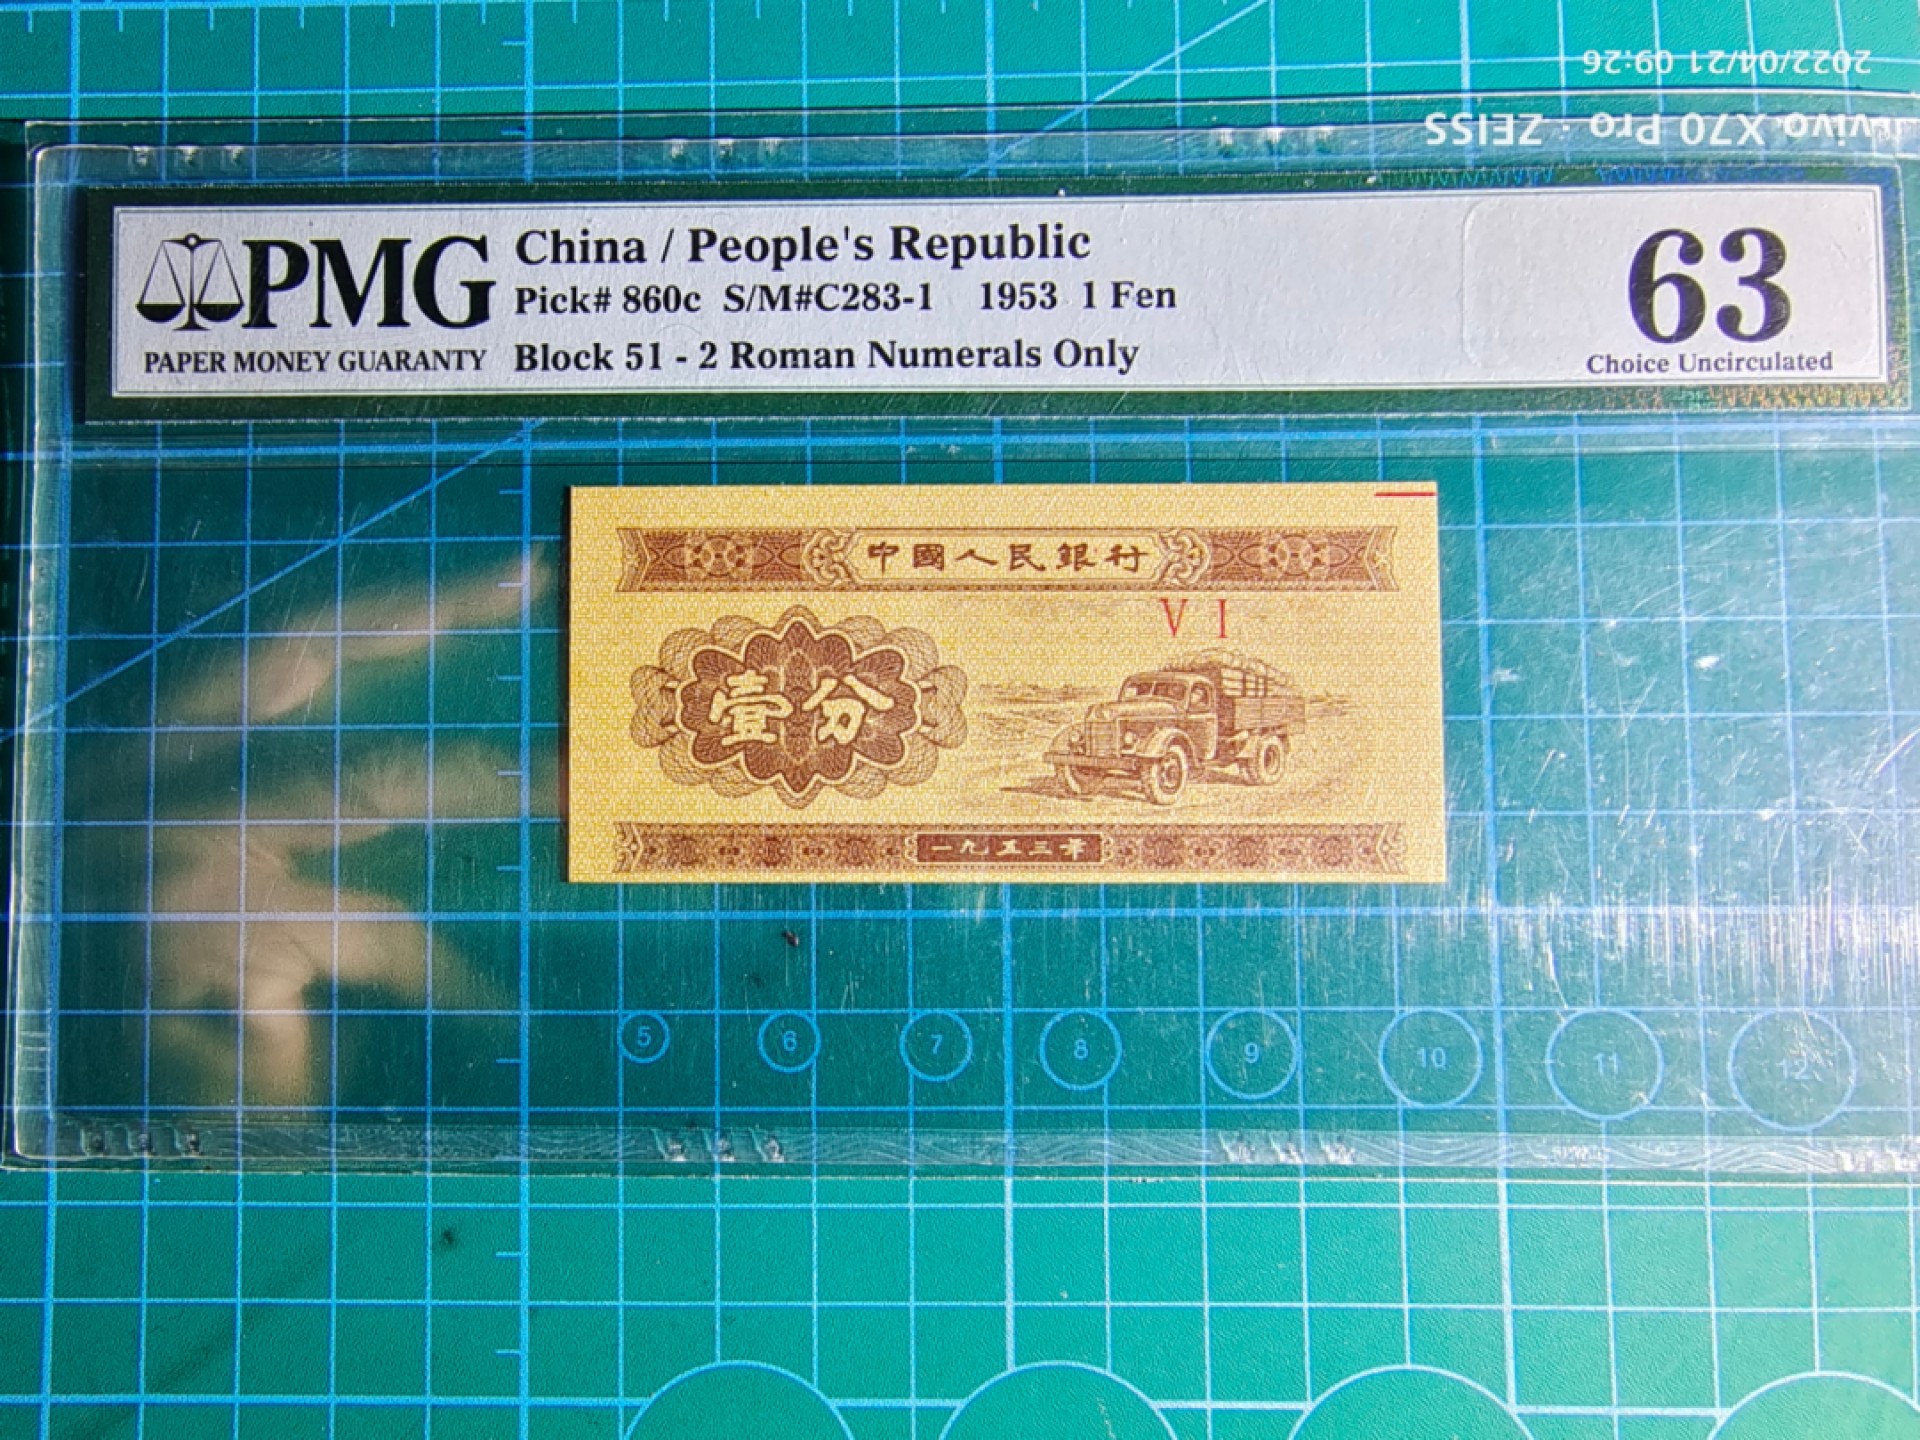 2022/04/21 09:26
vivo X70 Pro · ZEISS
PMG
PAPER MONEY GUARANTY
China / People's Republic
Pick# 860c S/M#C283-1 1953 1 Fen
Block 51 - 2 Roman Numerals Only
63
Choice Uncirculated
中國人民銀行
V I
壹分
一九五三年
5 6 7 8 9 10 11 12